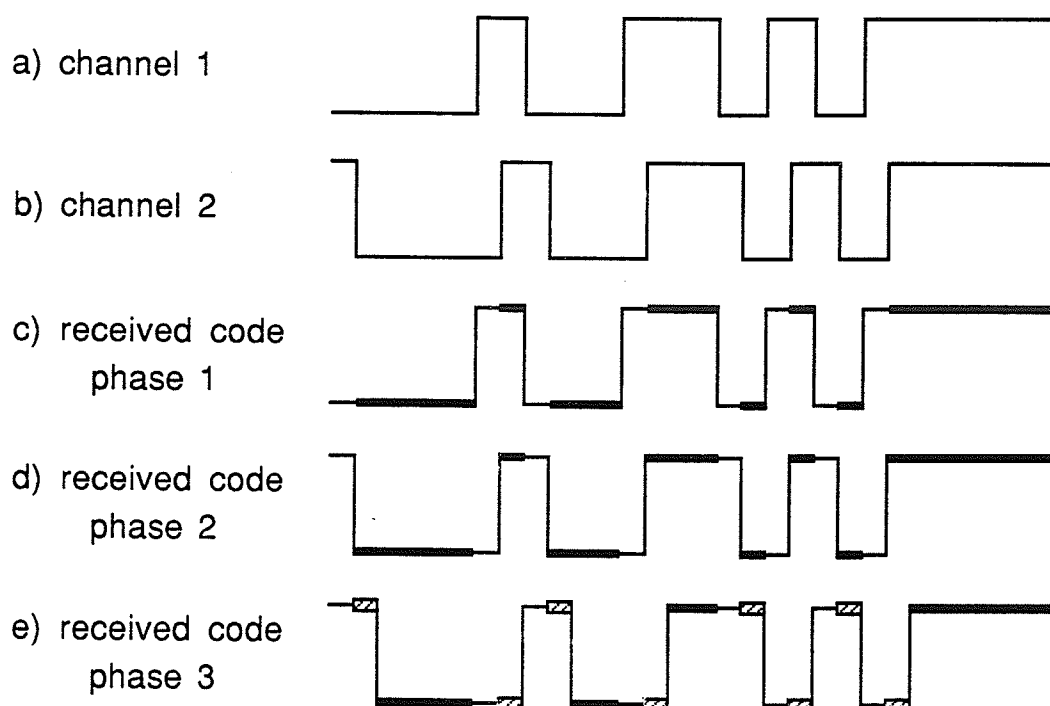 a) channel 1
b) channel 2
c) received code
phase 1
d) received code
phase 2
e) received code
phase 3